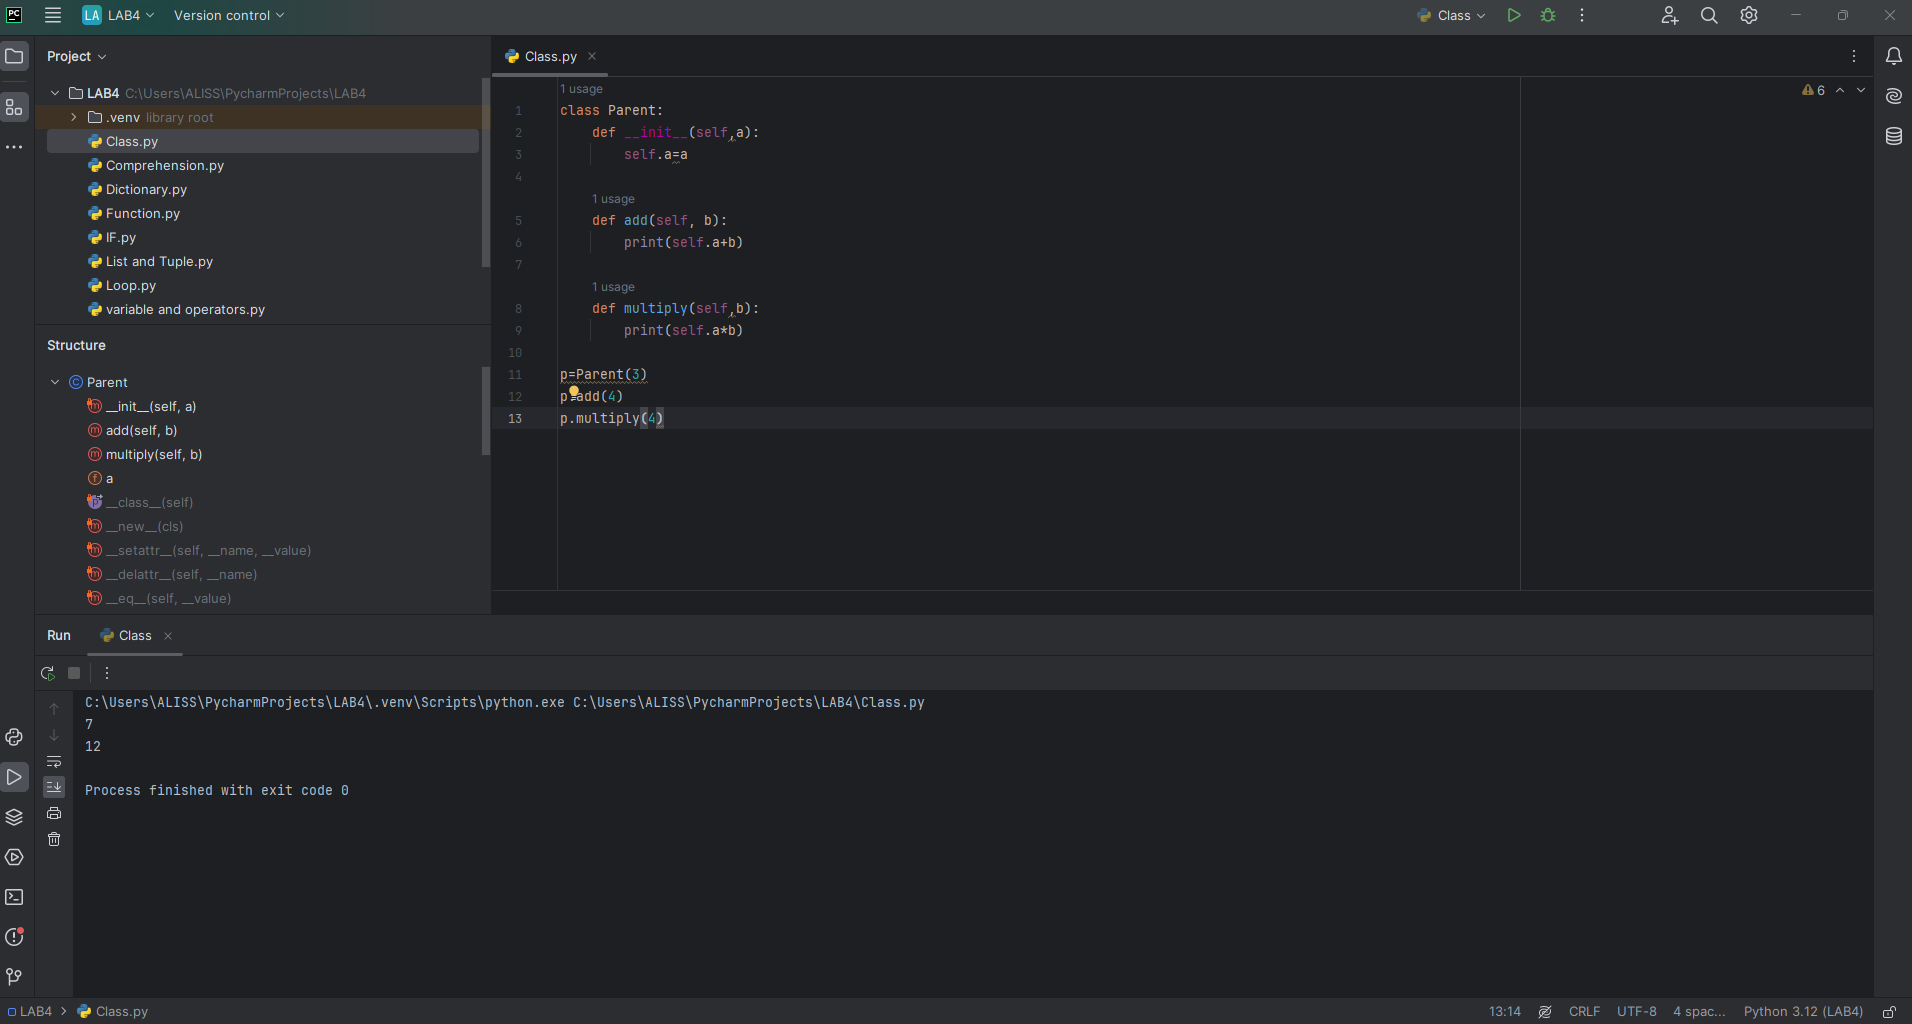 PC LA LAB4 Version control Class
Project
Class.py
LAB4 C:\Users\ALISS\PycharmProjects\LAB4
.venv library root
Class.py
Comprehension.py
Dictionary.py
Function.py
IF.py
List and Tuple.py
Loop.py
variable and operators.py
Structure
Parent
__init__(self, a)
add(self, b)
multiply(self, b)
a
__class__(self)
__new__(cls)
__setattr__(self, __name, __value)
__delattr__(self, __name)
__eq__(self, __value)
6
1 usage
1 class Parent:
2     def __init__(self,a):
3         self.a=a
4
1 usage
5     def add(self, b):
6         print(self.a+b)
7
1 usage
8     def multiply(self,b):
9         print(self.a*b)
10
11 p=Parent(3)
12 p.add(4)
13 p.multiply(4)
Run Class
C:\Users\ALISS\PycharmProjects\LAB4\.venv\Scripts\python.exe C:\Users\ALISS\PycharmProjects\LAB4\Class.py
7
12
Process finished with exit code 0
LAB4 Class.py 13:14 CRLF UTF-8 4 spac... Python 3.12 (LAB4)